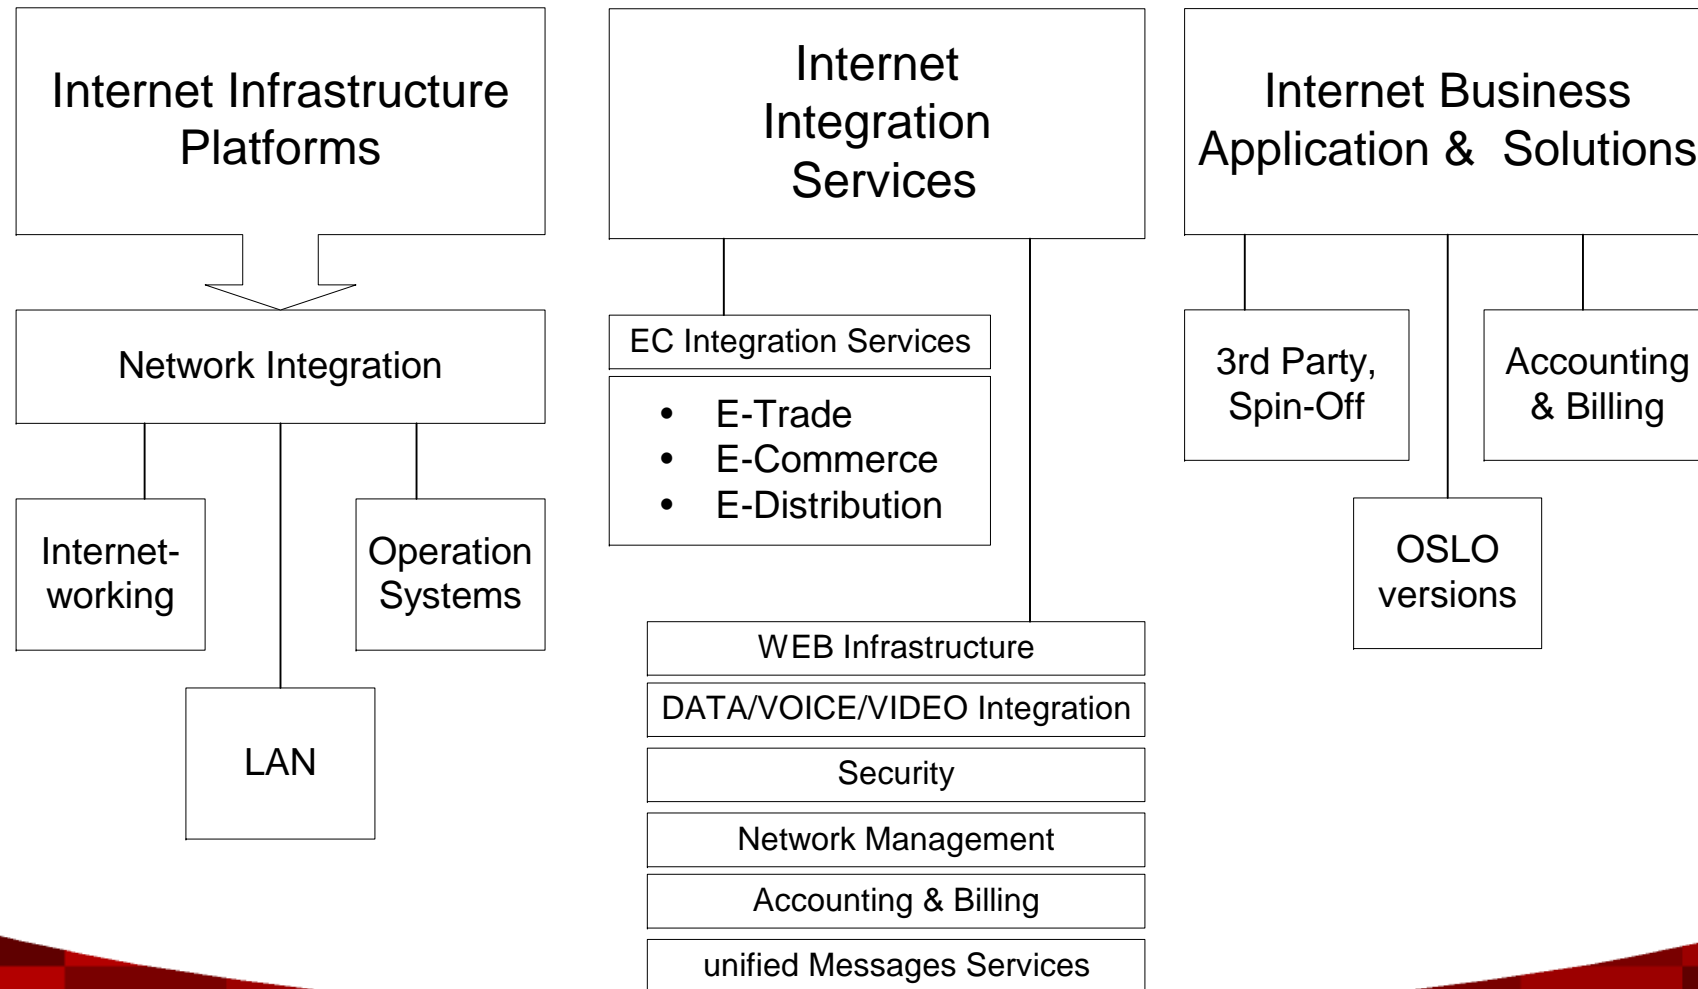 Internet Infrastructure
Platforms
Network Integration
Internet-
working
Operation
Systems
LAN
Internet
Integration
Services
EC Integration Services
• E-Trade
• E-Commerce
• E-Distribution
WEB Infrastructure
DATA/VOICE/VIDEO Integration
Security
Network Management
Accounting & Billing
unified Messages Services
Internet Business
Application & Solutions
3rd Party,
Spin-Off
Accounting
& Billing
OSLO
versions